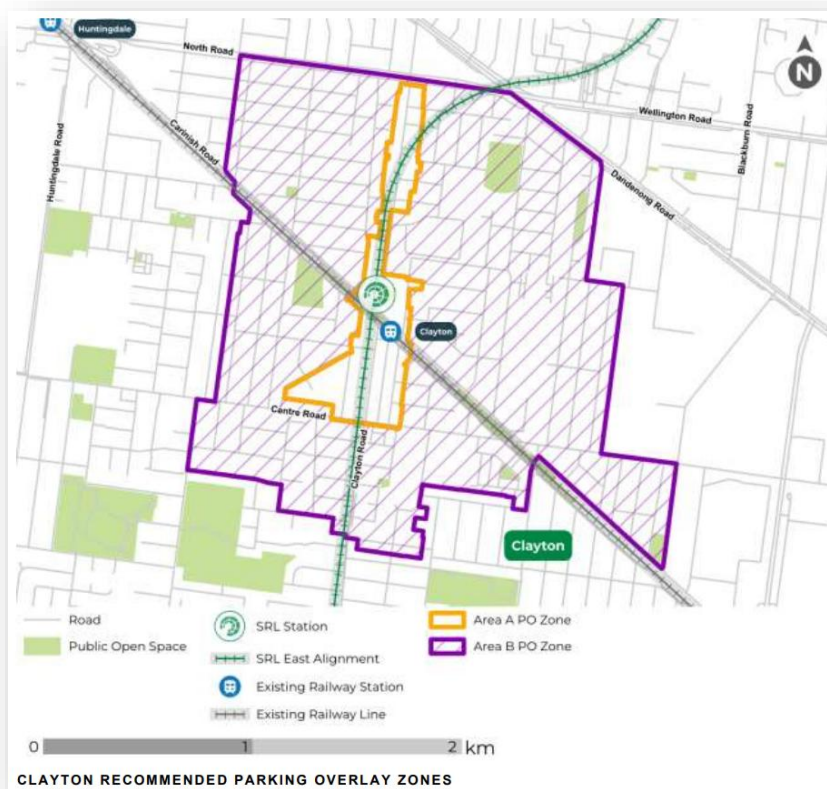 Huntingdale
North Road
N
Wellington Road
Blackburn Road
Carinish Road
Huntingdale Road
Dandenong Road
Clayton
Centre Road
Clayton Road
Clayton
Road
Public Open Space
SRL Station
SRL East Alignment
Existing Railway Station
Existing Railway Line
Area A PO Zone
Area B PO Zone
0 1 2 km
CLAYTON RECOMMENDED PARKING OVERLAY ZONES